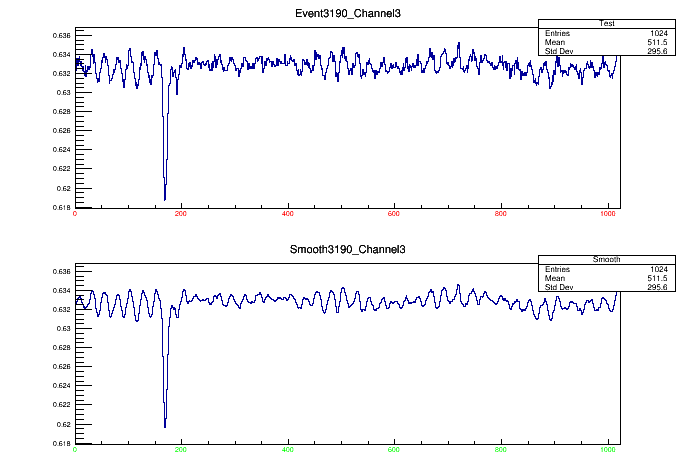 Event3190_Channel3
Test
Entries 1024
Mean 511.5
Std Dev 295.6
0.636
0.634
0.632
0.63
0.628
0.626
0.624
0.622
0.62
0.618
0 200 400 600 800 1000
Smooth3190_Channel3
Smooth
Entries 1024
Mean 511.5
Std Dev 295.6
0.636
0.634
0.632
0.63
0.628
0.626
0.624
0.622
0.62
0.618
0 200 400 600 800 1000